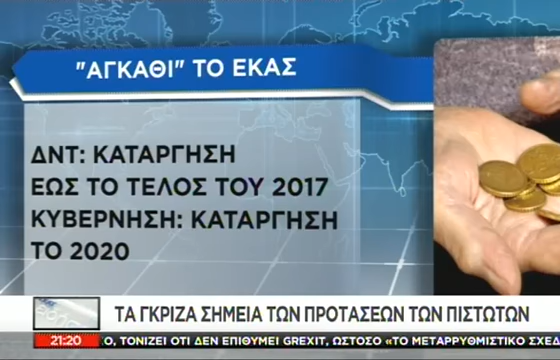 "ΑΓΚΑΘΙ" ΤΟ ΕΚΑΣ
ΔΝΤ: ΚΑΤΑΡΓΗΣΗ
ΕΩΣ ΤΟ ΤΕΛΟΣ ΤΟΥ 2017
ΚΥΒΕΡΝΗΣΗ: ΚΑΤΑΡΓΗΣΗ
ΤΟ 2020
ΤΑ ΓΚΡΙΖΑ ΣΗΜΕΙΑ ΤΩΝ ΠΡΟΤΑΣΕΩΝ ΤΩΝ ΠΙΣΤΩΤΩΝ
21:20 Ο, ΤΟΝΙΖΕΙ ΟΤΙ ΔΕΝ ΕΠΙΘΥΜΕΙ GREXIT, ΩΣΤΟΣΟ «ΤΟ ΜΕΤΑΡΡΥΘΜΙΣΤΙΚΟ ΣΧΕ